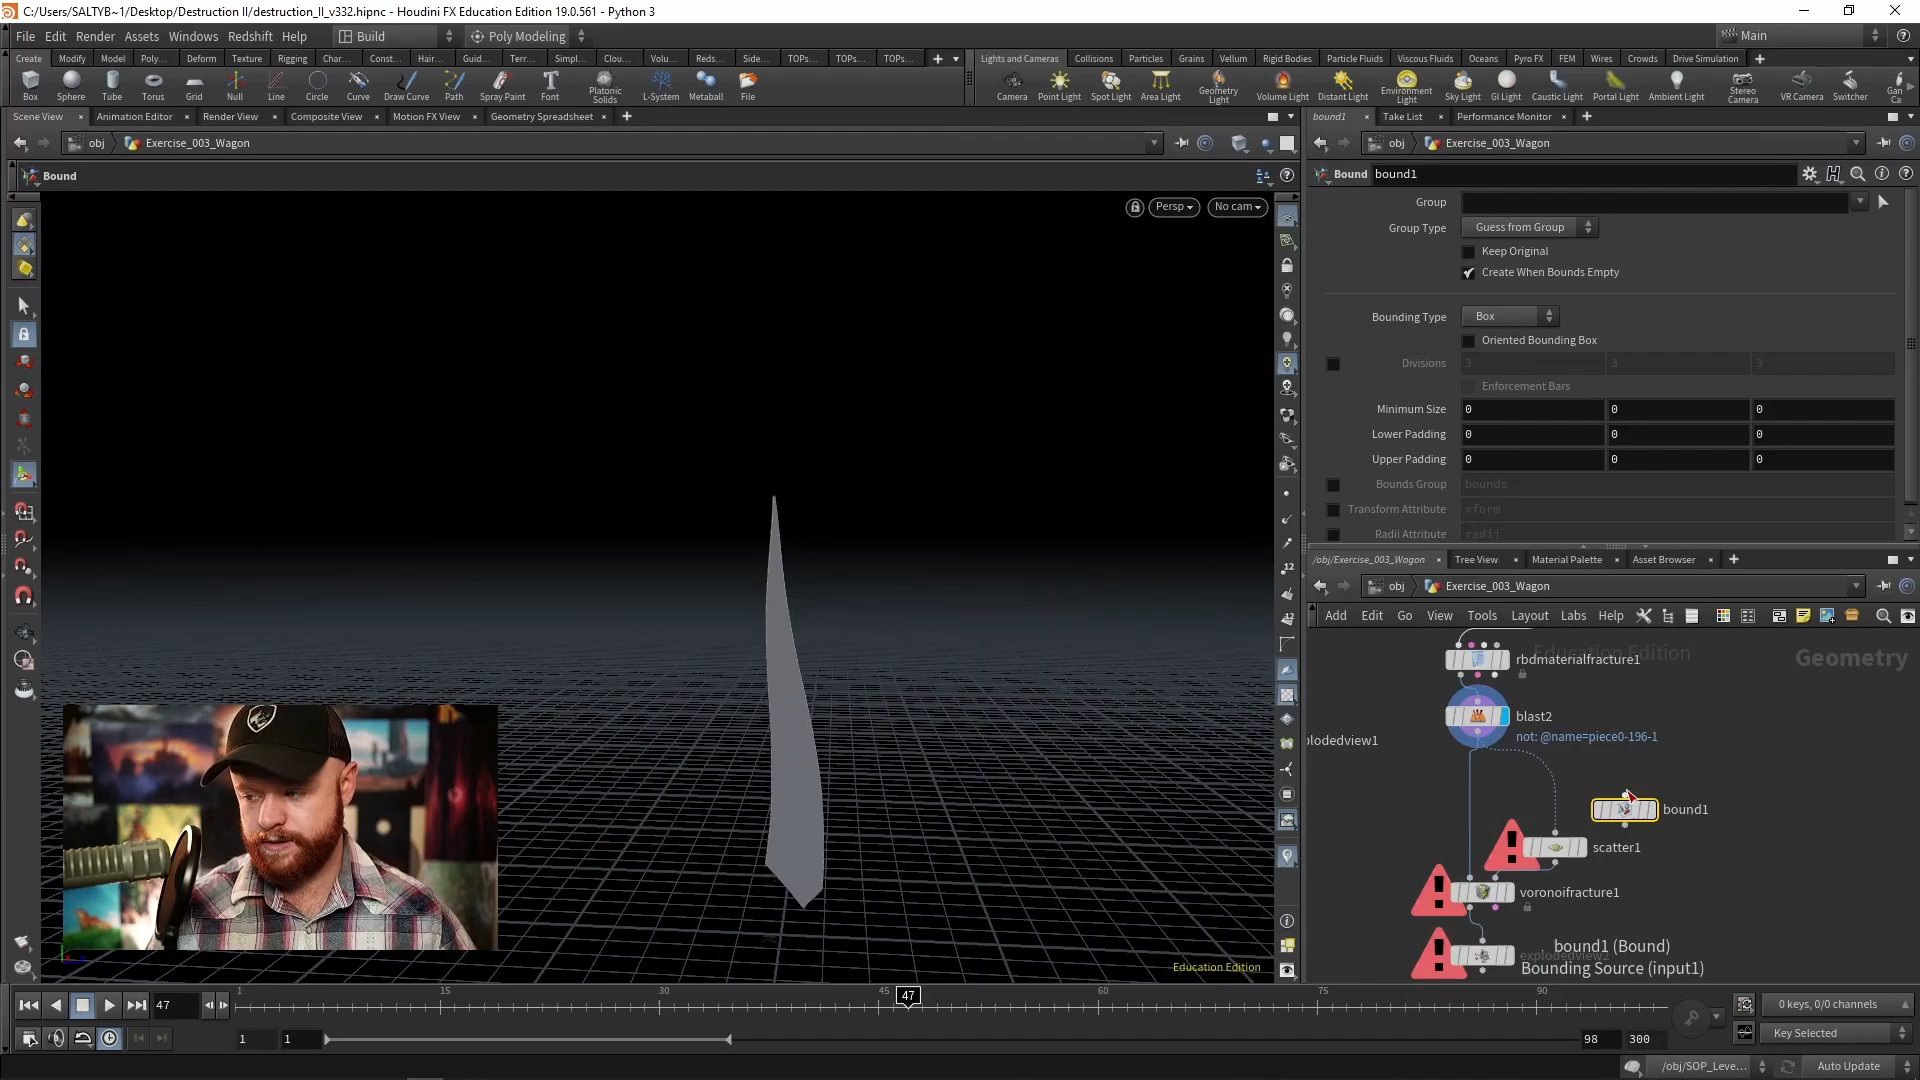 C:/Users/SALTYB~1/Desktop/Destruction II/destruction_II_v332.hipnc - Houdini FX Education Edition 19.0.561 - Python 3
File Edit Render Assets Windows Redshift Help Build Poly Modeling Main
Create Modify Model Poly... Deform Texture Rigging Char... Const... Hair... Guid... Terr... Simpl... Clou... Volu... Reds... Side... TOPs... TOPs... TOPs...
Lights and Cameras Collisions Particles Grains Vellum Rigid Bodies Particle Fluids Viscous Fluids Oceans Pyro FX FEM Wires Crowds Drive Simulation
Box Sphere Tube Torus Grid Null Line Circle Curve Draw Curve Path Spray Paint Font Platonic Solids L-System Metaball File
Camera Point Light Spot Light Area Light Geometry Light Volume Light Distant Light Environment Light Sky Light GI Light Caustic Light Portal Light Ambient Light Stereo Camera VR Camera Switcher
Scene View Animation Editor Render View Composite View Motion FX View Geometry Spreadsheet
bound1 Take List Performance Monitor
obj Exercise_003_Wagon
obj Exercise_003_Wagon
Bound
Persp No cam
Bound bound1
Group
Group Type Guess from Group
Keep Original
Create When Bounds Empty
Bounding Type Box
Oriented Bounding Box
Divisions 3 3 3
Enforcement Bars
Minimum Size 0 0 0
Lower Padding 0 0 0
Upper Padding 0 0 0
Bounds Group bounds
Transform Attribute xform
Radii Attribute radii
/obj/Exercise_003_Wagon Tree View Material Palette Asset Browser
obj Exercise_003_Wagon
Add Edit Go View Tools Layout Labs Help
Education Edition
Geometry
rbdmaterialfracture1
blast2
not: @name=piece0-196-1
plodedview1
bound1
scatter1
voronoifracture1
explodedview2
bound1 (Bound)
Bounding Source (input1)
Education Edition
47
1 15 30 45 47 60 75 90
0 keys, 0/0 channels
1 1 98 300
Key Selected
/obj/SOP_Leve... Auto Update